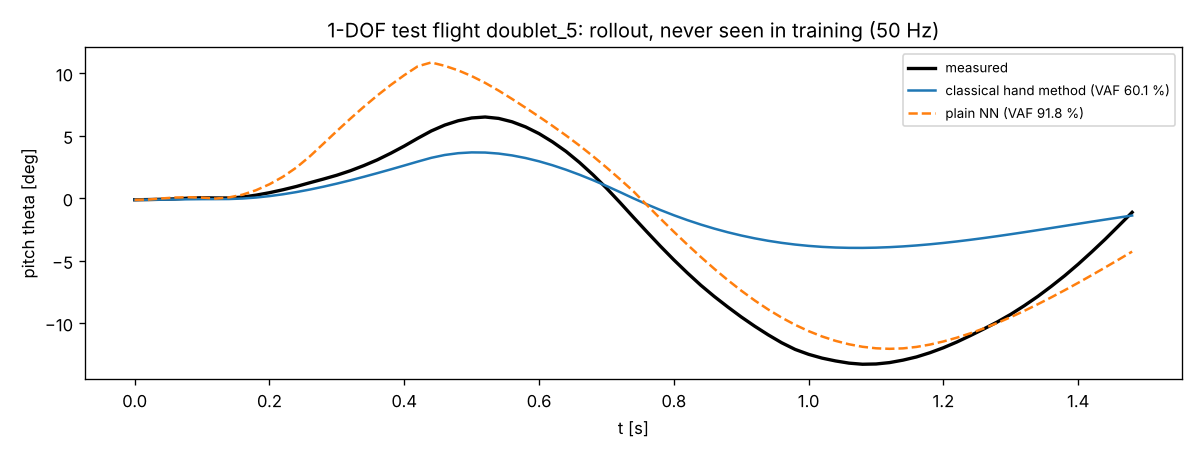 1-DOF test flight doublet_5: rollout, never seen in training (50 Hz)
measured
classical hand method (VAF 60.1 %)
plain NN (VAF 91.8 %)
pitch theta [deg]
10
5
0
−5
−10
0.0 0.2 0.4 0.6 0.8 1.0 1.2 1.4
t [s]